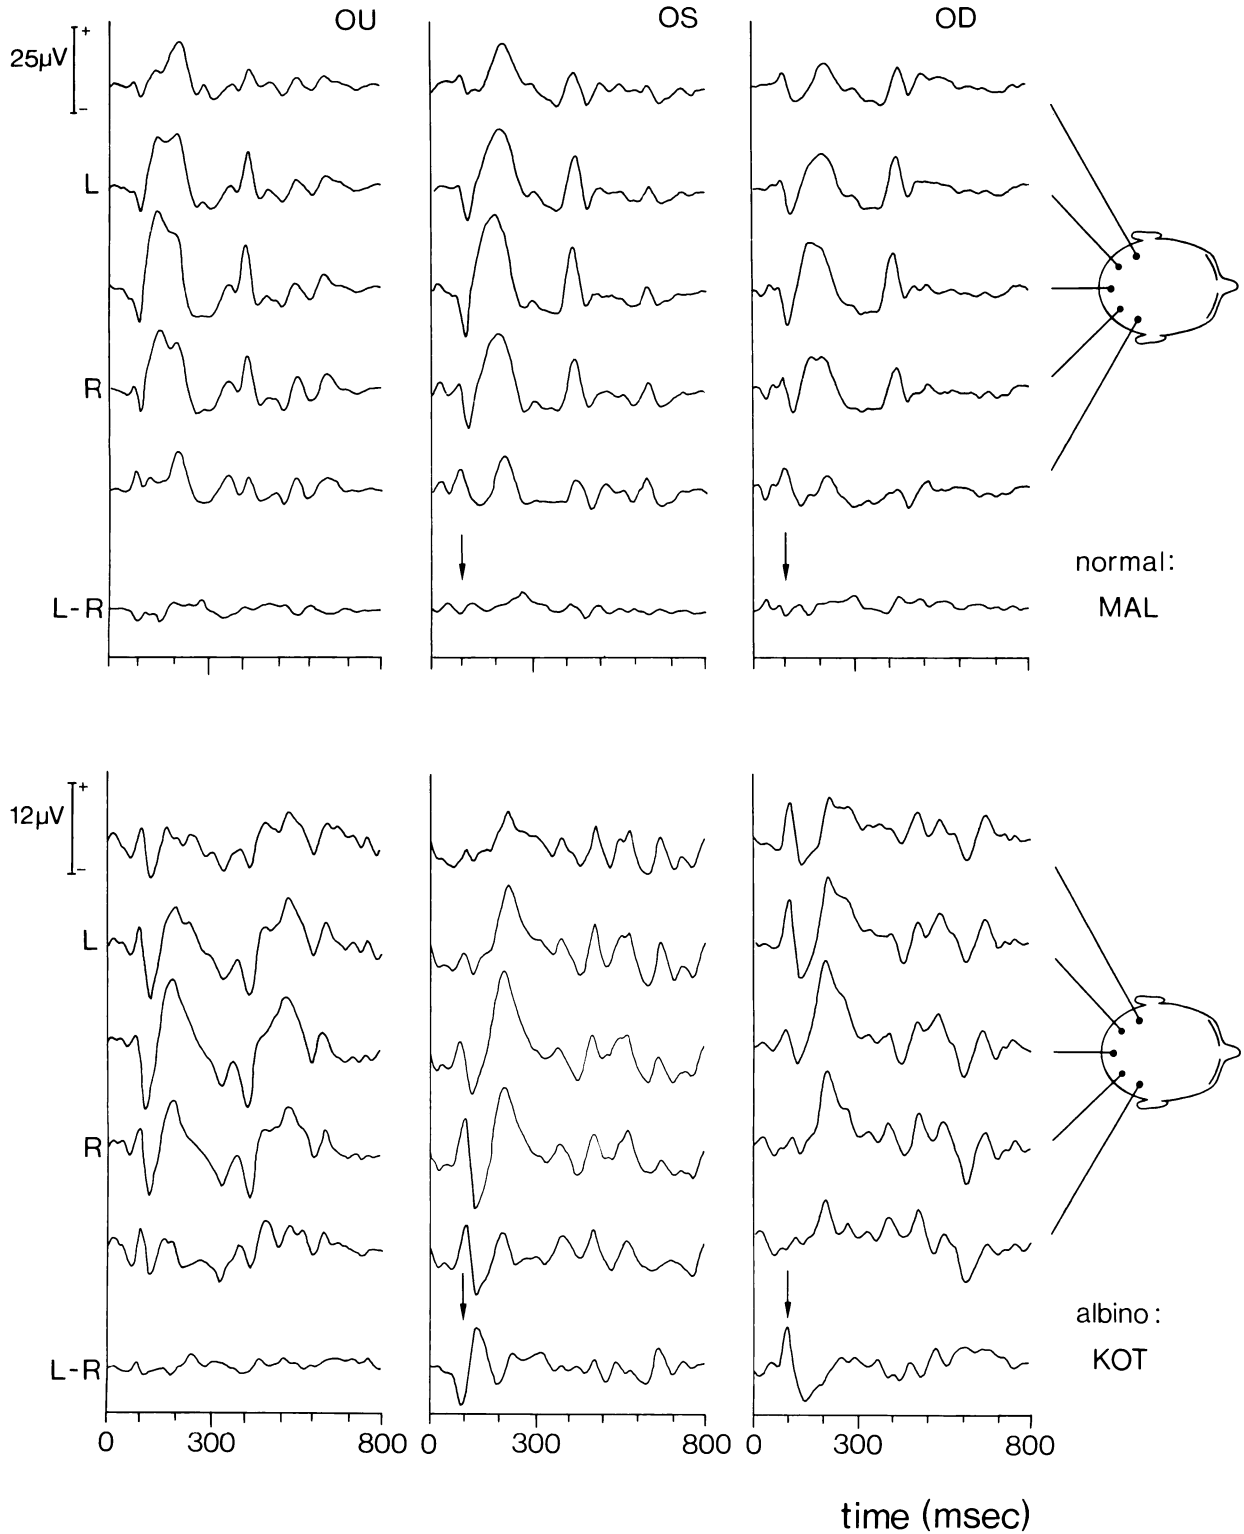 OU OS OD
+
25µV
−
L
R
L-R
normal:
MAL
+
12µV
−
L
R
L-R
albino:
KOT
0 300 800 0 300 800 0 300 800
time (msec)